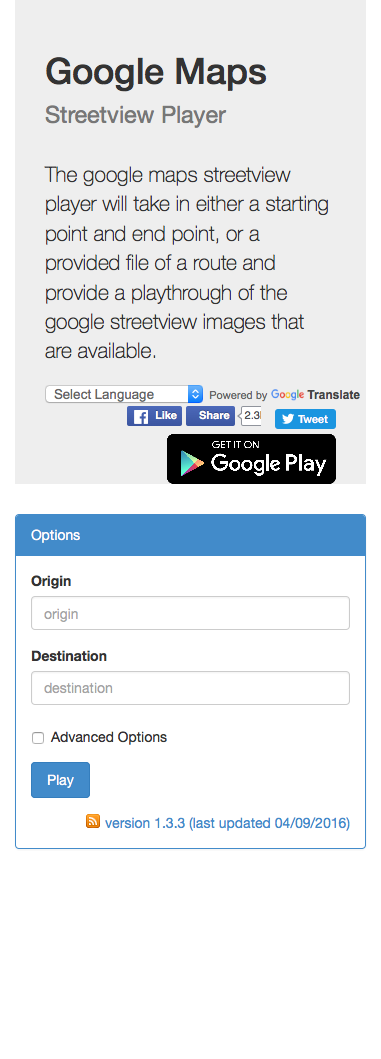 Google Maps
Streetview Player
The google maps streetview
player will take in either a starting
point and end point, or a
provided file of a route and
provide a playthrough of the
google streetview images that
are available.
Select Language Powered by Google Translate
Like Share Tweet
GET IT ON
Google Play
Options
Origin
origin
Destination
destination
Advanced Options
Play
version 1.3.3 (last updated 04/09/2016)